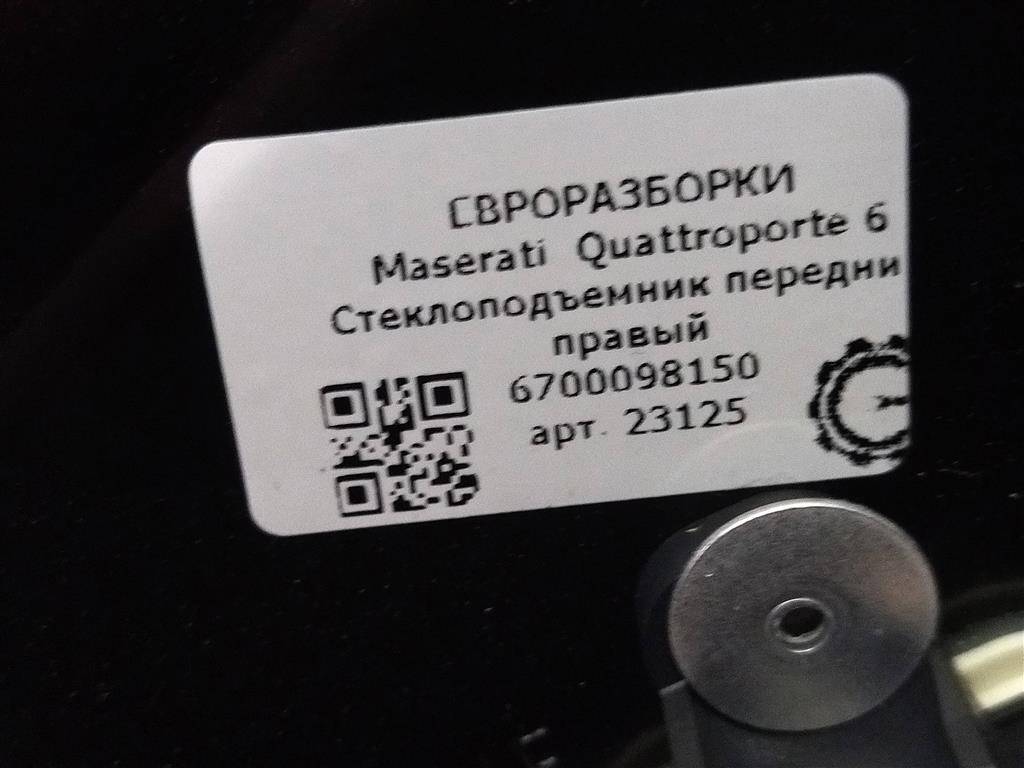 ЕВРОРАЗБОРКИ
Maserati Quattroporte 6
Стеклоподъемник передни
правый
6700098150
арт. 23125